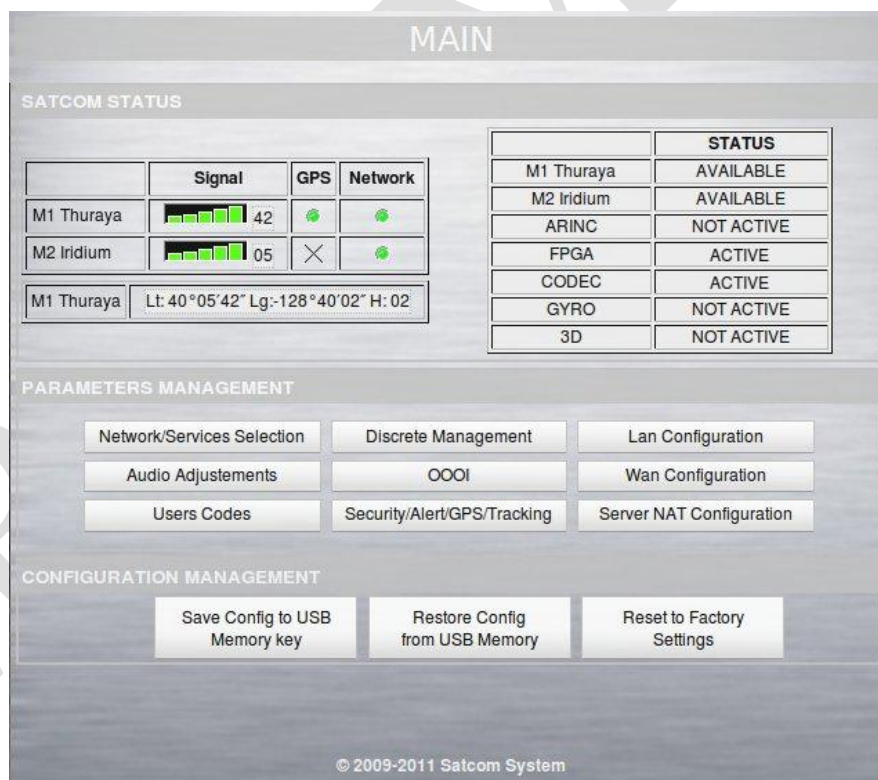 MAIN
SATCOM STATUS
Signal GPS Network
M1 Thuraya 42
M2 Iridium 05
M1 Thuraya Lt: 40°05'42″ Lg:-128°40'02″ H: 02
STATUS
M1 Thuraya AVAILABLE
M2 Iridium AVAILABLE
ARINC NOT ACTIVE
FPGA ACTIVE
CODEC ACTIVE
GYRO NOT ACTIVE
3D NOT ACTIVE
PARAMETERS MANAGEMENT
Network/Services Selection Discrete Management Lan Configuration
Audio Adjustements OOOI Wan Configuration
Users Codes Security/Alert/GPS/Tracking Server NAT Configuration
CONFIGURATION MANAGEMENT
Save Config to USB
Memory key
Restore Config
from USB Memory
Reset to Factory
Settings
© 2009-2011 Satcom System